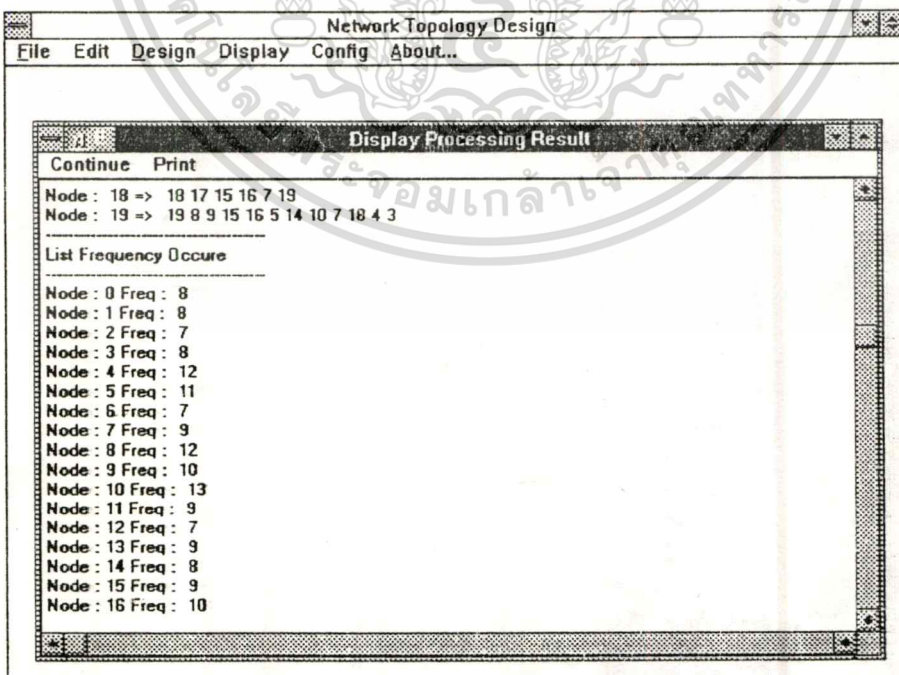 Network Topology Design
File Edit Design Display Config About...
Display Processing Result
Continue Print
Node : 18 => 18 17 15 16 7 19
Node : 19 => 19 8 9 15 16 5 14 10 7 18 4 3
List Frequency Occure
Node : 0 Freq : 8
Node : 1 Freq : 8
Node : 2 Freq : 7
Node : 3 Freq : 8
Node : 4 Freq : 12
Node : 5 Freq : 11
Node : 6 Freq : 7
Node : 7 Freq : 9
Node : 8 Freq : 12
Node : 9 Freq : 10
Node : 10 Freq : 13
Node : 11 Freq : 9
Node : 12 Freq : 7
Node : 13 Freq : 9
Node : 14 Freq : 8
Node : 15 Freq : 9
Node : 16 Freq : 10